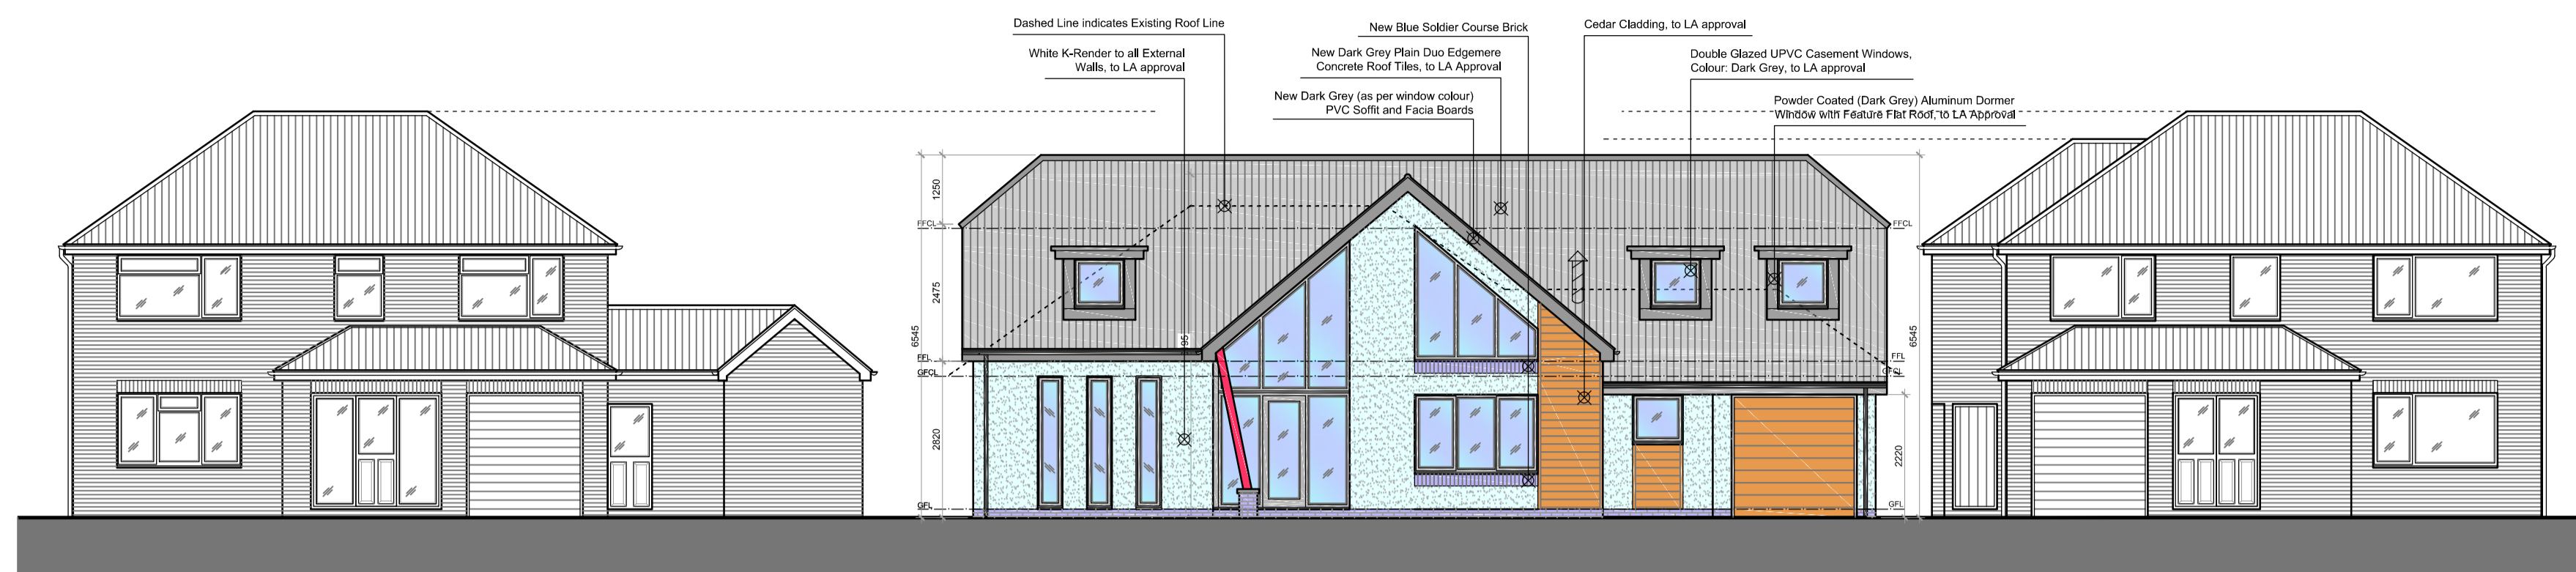 Dashed Line indicates Existing Roof Line
White K-Render to all External
Walls, to LA approval
New Blue Soldier Course Brick
New Dark Grey Plain Duo Edgemere
Concrete Roof Tiles, to LA Approval
New Dark Grey (as per window colour)
PVC Soffit and Facia Boards
Cedar Cladding, to LA approval
Double Glazed UPVC Casement Windows,
Colour: Dark Grey, to LA approval
Powder Coated (Dark Grey) Aluminum Dormer
Window with Feature Flat Roof, to LA Approval
1250
FFCL
FFCL
2475
6545
6545
FFL
FFL
GFCL
GFCL
2820
2220
GFL
GFL